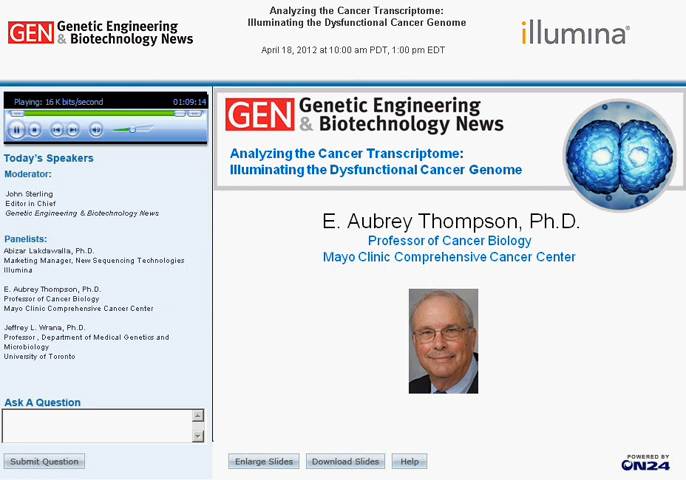 GEN Genetic Engineering
& Biotechnology News
Analyzing the Cancer Transcriptome:
Illuminating the Dysfunctional Cancer Genome
April 18, 2012 at 10:00 am PDT, 1:00 pm EDT
illumina®
Playing: 16 K bits/second 01:09:14
Today's Speakers
Moderator:
John Sterling
Editor in Chief
Genetic Engineering & Biotechnology News
Panelists:
Abizar Lakdawalla, Ph.D.
Marketing Manager, New Sequencing Technologies
Illumina
E. Aubrey Thompson, Ph.D.
Professor of Cancer Biology
Mayo Clinic Comprehensive Cancer Center
Jeffrey L. Wrana, Ph.D.
Professor , Department of Medical Genetics and
Microbiology
University of Toronto
Ask A Question
Submit Question
GEN Genetic Engineering
& Biotechnology News
Analyzing the Cancer Transcriptome:
Illuminating the Dysfunctional Cancer Genome
E. Aubrey Thompson, Ph.D.
Professor of Cancer Biology
Mayo Clinic Comprehensive Cancer Center
Enlarge Slides Download Slides Help
POWERED BY
ON24